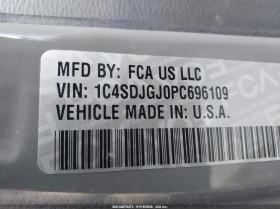 MFD BY: FCA US LLC
VIN: 1C4SDJGJ0PC696109
VEHICLE MADE IN: U.S.A.